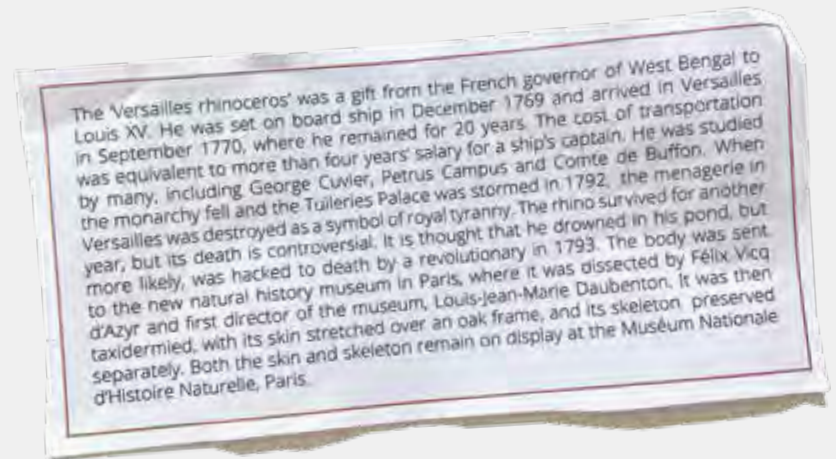 The 'Versailles rhinoceros' was a gift from the French governor of West Bengal to
Louis XV. He was set on board ship in December 1769 and arrived in Versailles
in September 1770, where he remained for 20 years. The cost of transportation
was equivalent to more than four years' salary for a ship's captain. He was studied
by many, including George Cuvier, Petrus Campus and Comte de Buffon. When
the monarchy fell and the Tuileries Palace was stormed in 1792, the menagerie in
Versailles was destroyed as a symbol of royal tyranny. The rhino survived for another
year, but its death is controversial. It is thought that he drowned in his pond, but
more likely, was hacked to death by a revolutionary in 1793. The body was sent
to the new natural history museum in Paris, where it was dissected by Félix Vicq
d'Azyr and first director of the museum, Louis-Jean-Marie Daubenton. It was then
taxidermied, with its skin stretched over an oak frame, and its skeleton preserved
separately. Both the skin and skeleton remain on display at the Muséum Nationale
d'Histoire Naturelle, Paris.